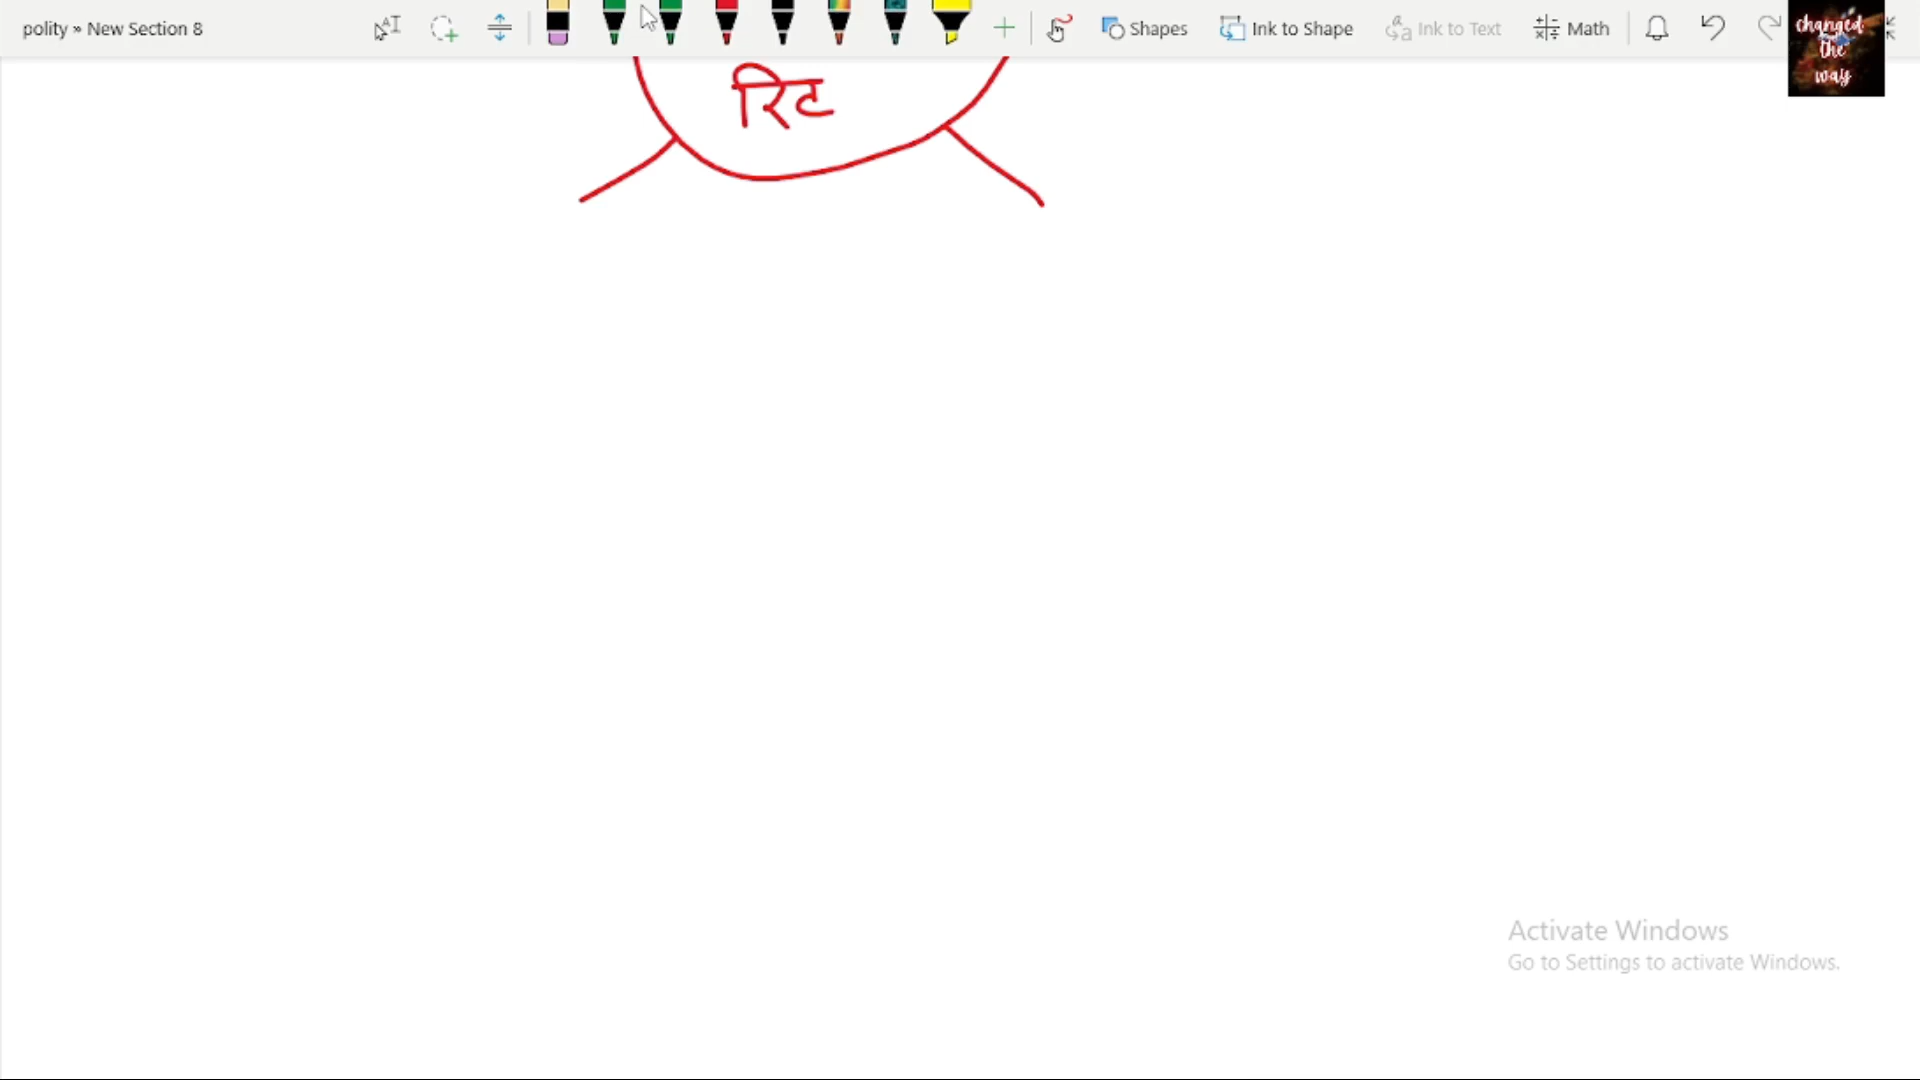 polity » New Section 8
Shapes
Ink to Shape
Ink to Text
Math
changed
the
way
रिट
Activate Windows
Go to Settings to activate Windows.